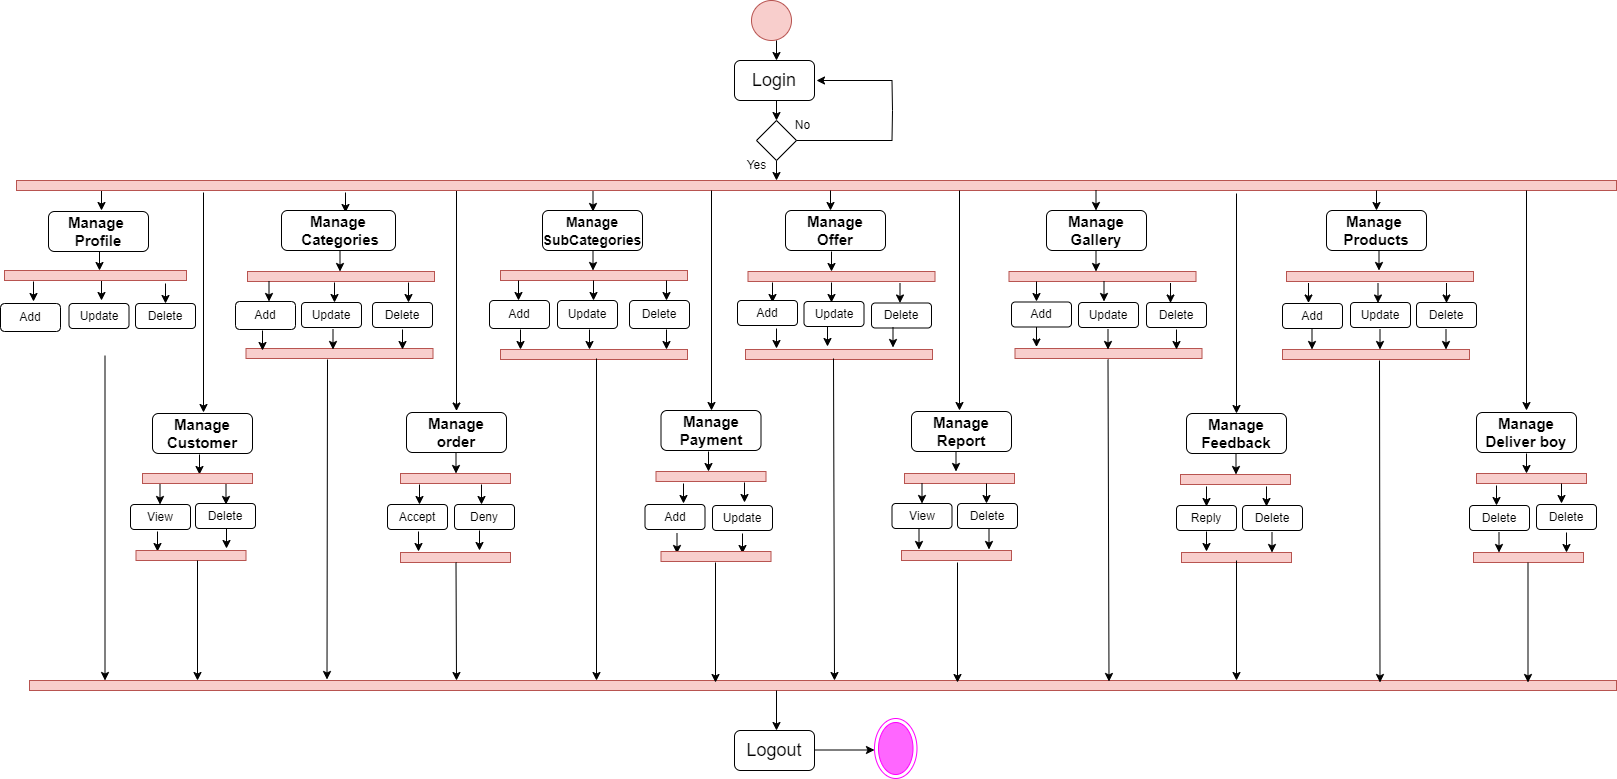 Login
No
Yes
Manage
Profile
Manage
Categories
Manage
SubCategories
Manage
Offer
Manage
Gallery
Manage
Products
Add
Update
Delete
Add
Update
Delete
Add
Update
Delete
Add
Update
Delete
Add
Update
Delete
Add
Update
Delete
Manage
Customer
Manage
order
Manage
Payment
Manage
Report
Manage
Feedback
Manage
Deliver boy
View
Delete
Accept
Deny
Add
Update
View
Delete
Reply
Delete
Delete
Delete
Logout